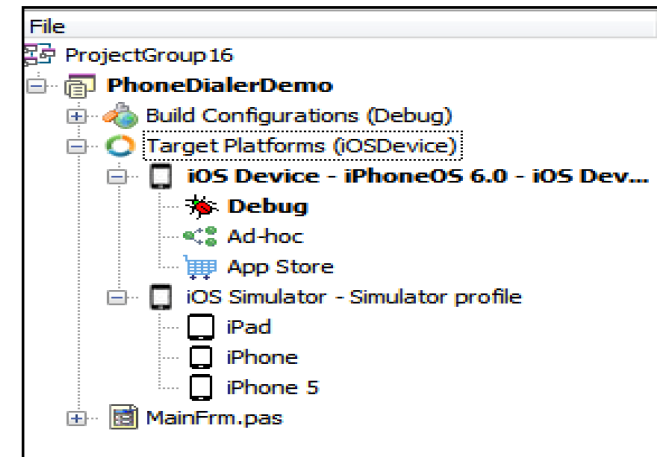 File
ProjectGroup16
PhoneDialerDemo
Build Configurations (Debug)
Target Platforms (iOSDevice)
iOS Device - iPhoneOS 6.0 - iOS Dev...
Debug
Ad-hoc
App Store
iOS Simulator - Simulator profile
iPad
iPhone
iPhone 5
MainFrm.pas